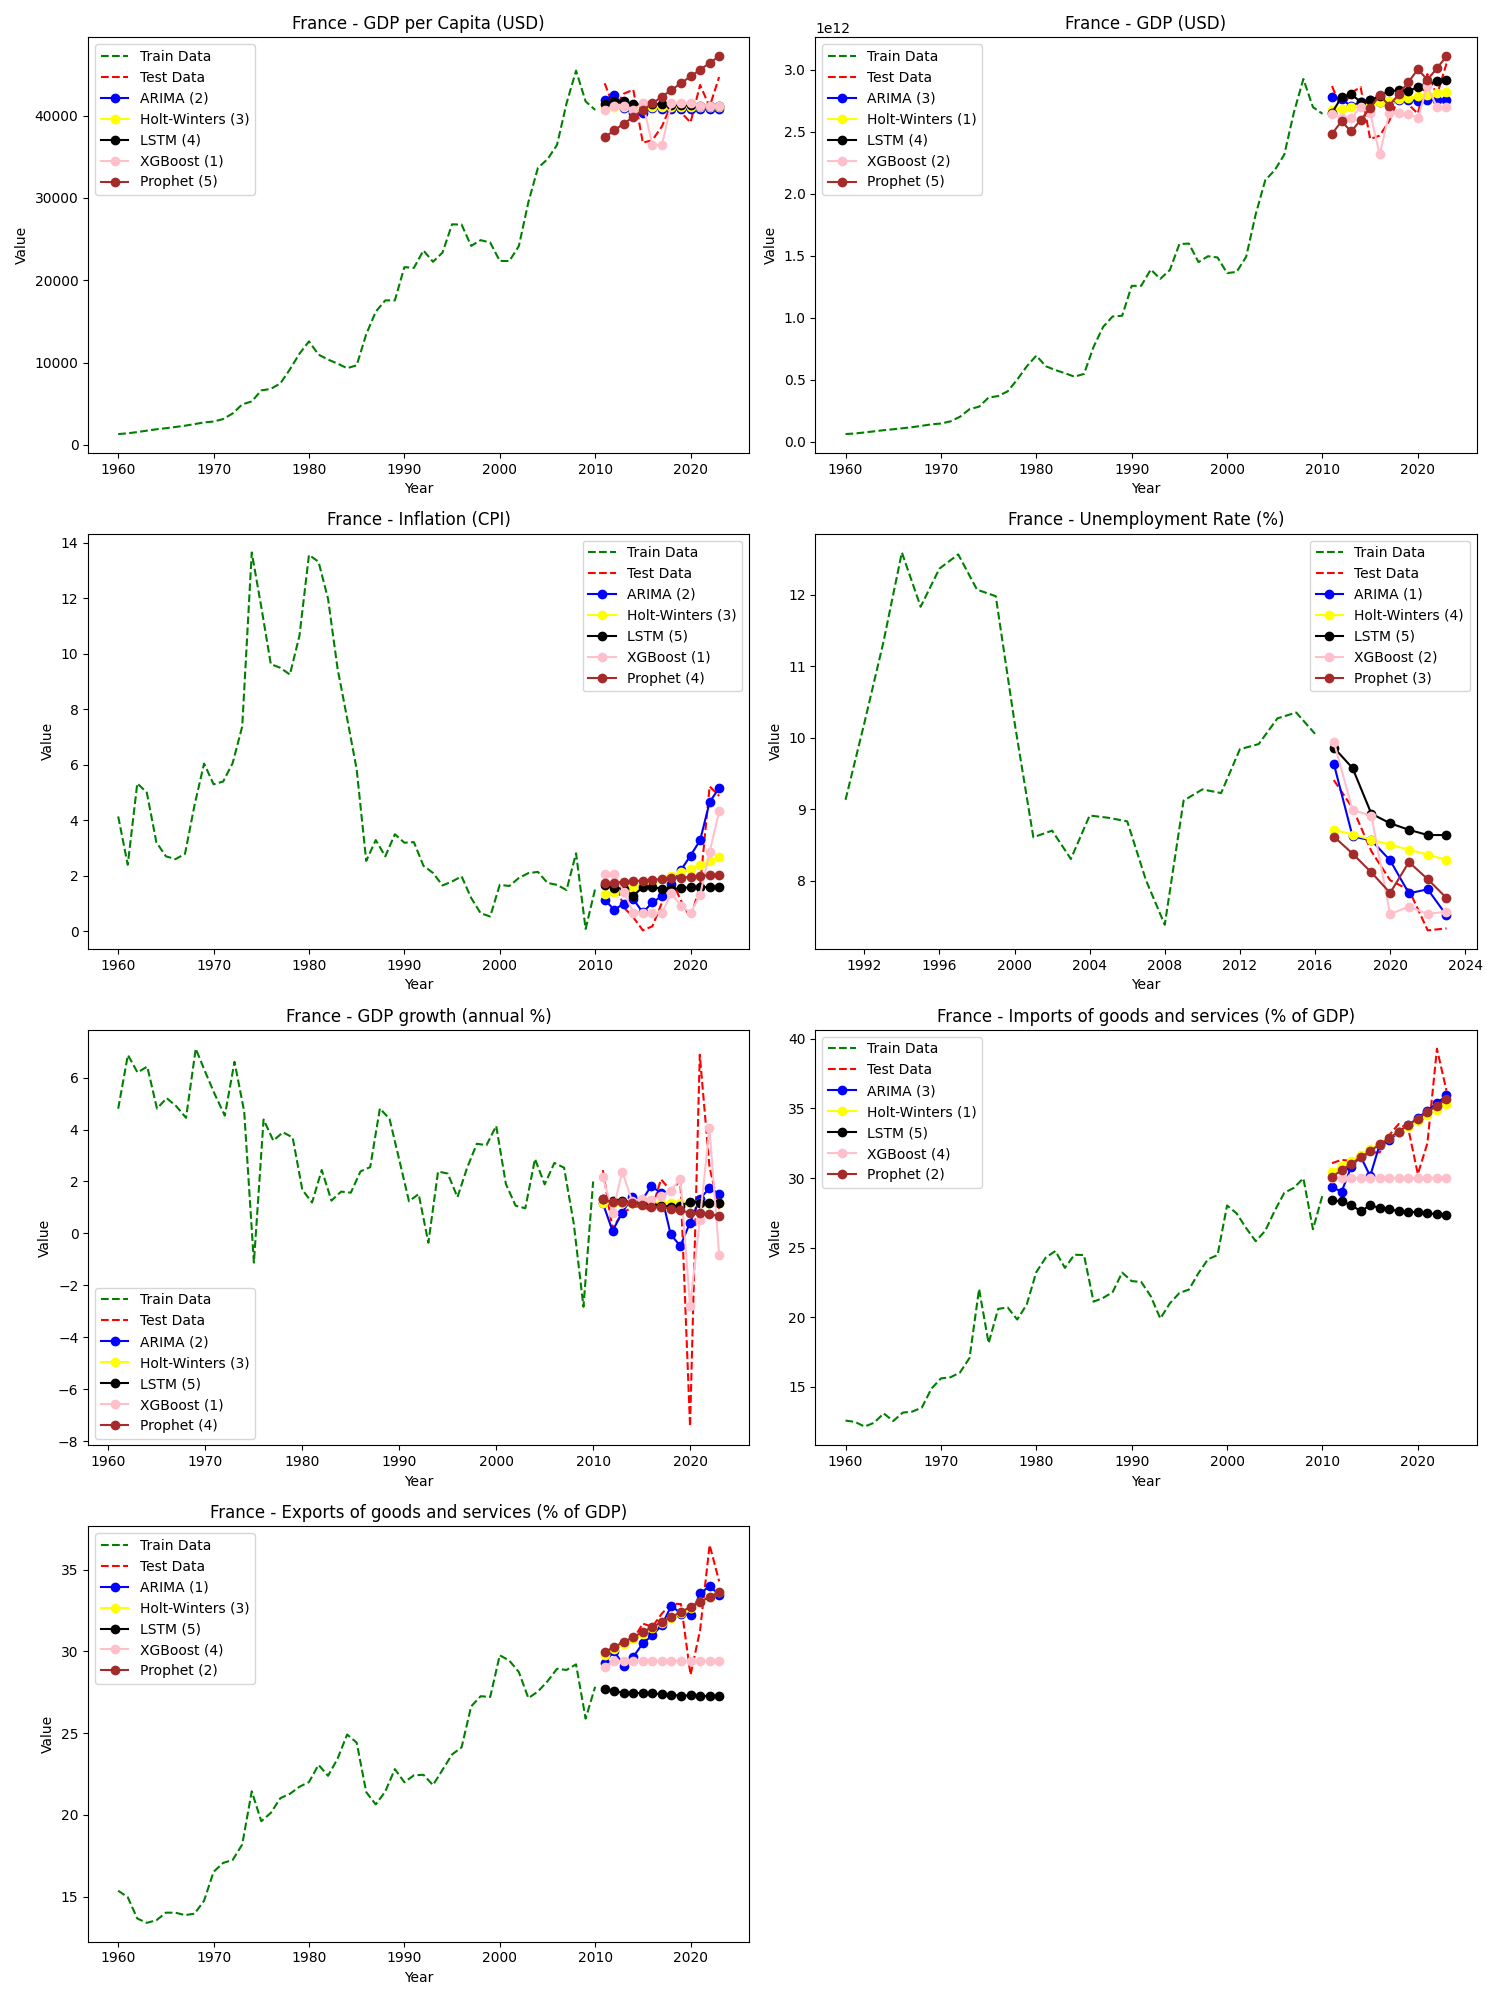 France - GDP per Capita (USD)
Train Data
Test Data
ARIMA (2)
Holt-Winters (3)
LSTM (4)
XGBoost (1)
Prophet (5)
Value
40000
30000
20000
10000
0
1960 1970 1980 1990 2000 2010 2020
Year
France - GDP (USD)
1e12
Train Data
Test Data
ARIMA (3)
Holt-Winters (1)
LSTM (4)
XGBoost (2)
Prophet (5)
Value
3.0
2.5
2.0
1.5
1.0
0.5
0.0
1960 1970 1980 1990 2000 2010 2020
Year
France - Inflation (CPI)
Train Data
Test Data
ARIMA (2)
Holt-Winters (3)
LSTM (5)
XGBoost (1)
Prophet (4)
Value
14
12
10
8
6
4
2
0
1960 1970 1980 1990 2000 2010 2020
Year
France - Unemployment Rate (%)
Train Data
Test Data
ARIMA (1)
Holt-Winters (4)
LSTM (5)
XGBoost (2)
Prophet (3)
Value
12
11
10
9
8
1992 1996 2000 2004 2008 2012 2016 2020 2024
Year
France - GDP growth (annual %)
Train Data
Test Data
ARIMA (2)
Holt-Winters (3)
LSTM (5)
XGBoost (1)
Prophet (4)
Value
6
4
2
0
−2
−4
−6
−8
1960 1970 1980 1990 2000 2010 2020
Year
France - Imports of goods and services (% of GDP)
Train Data
Test Data
ARIMA (3)
Holt-Winters (1)
LSTM (5)
XGBoost (4)
Prophet (2)
Value
40
35
30
25
20
15
1960 1970 1980 1990 2000 2010 2020
Year
France - Exports of goods and services (% of GDP)
Train Data
Test Data
ARIMA (1)
Holt-Winters (3)
LSTM (5)
XGBoost (4)
Prophet (2)
Value
35
30
25
20
15
1960 1970 1980 1990 2000 2010 2020
Year